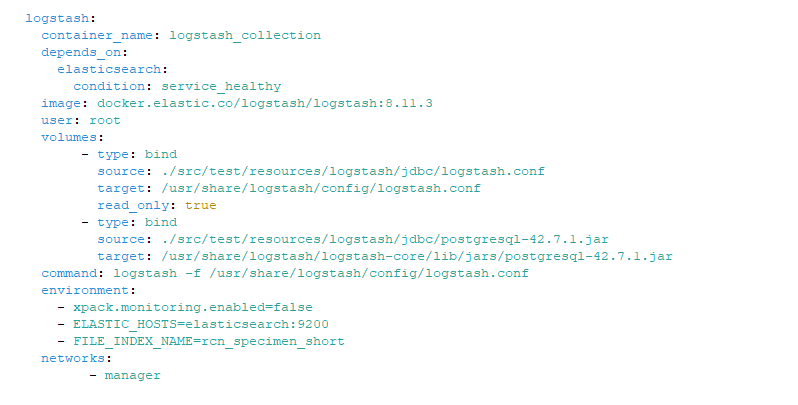 logstash:
  container_name: logstash_collection
  depends_on:
    elasticsearch:
      condition: service_healthy
  image: docker.elastic.co/logstash/logstash:8.11.3
  user: root
  volumes:
       - type: bind
         source: ./src/test/resources/logstash/jdbc/logstash.conf
         target: /usr/share/logstash/config/logstash.conf
         read_only: true
       - type: bind
         source: ./src/test/resources/logstash/jdbc/postgresql-42.7.1.jar
         target: /usr/share/logstash/logstash-core/lib/jars/postgresql-42.7.1.jar
  command: logstash -f /usr/share/logstash/config/logstash.conf
  environment:
    - xpack.monitoring.enabled=false
    - ELASTIC_HOSTS=elasticsearch:9200
    - FILE_INDEX_NAME=rcn_specimen_short
  networks:
        - manager